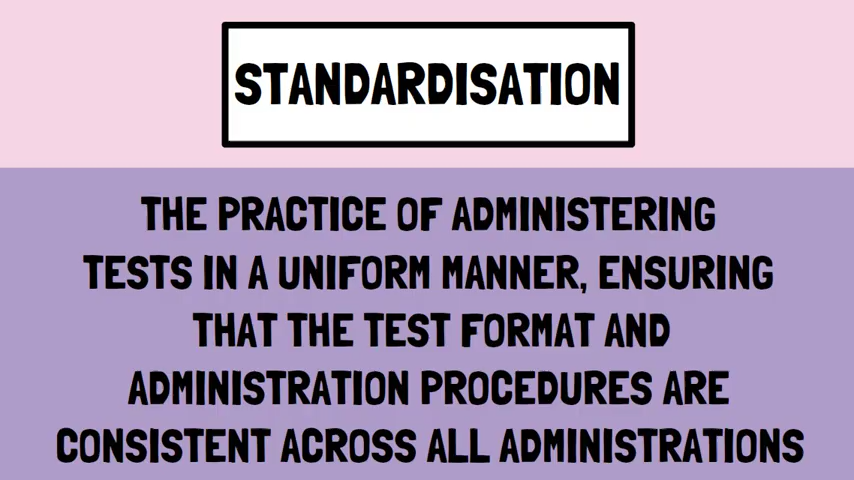 STANDARDISATION
THE PRACTICE OF ADMINISTERING
TESTS IN A UNIFORM MANNER, ENSURING
THAT THE TEST FORMAT AND
ADMINISTRATION PROCEDURES ARE
CONSISTENT ACROSS ALL ADMINISTRATIONS